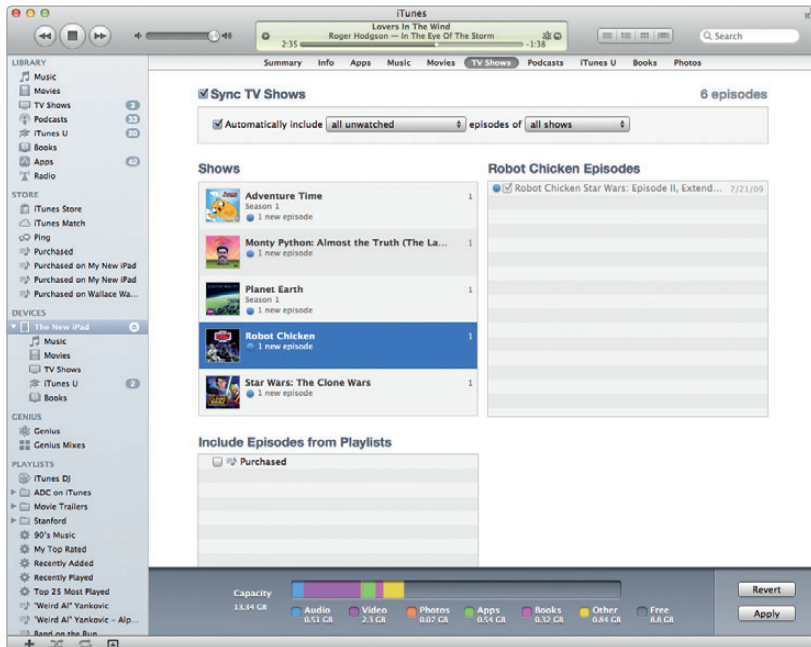 iTunes
Lovers In The Wind
Roger Hodgson — In The Eye Of The Storm
2:35
-1:38
Search
LIBRARY
Music
Movies
TV Shows 3
Podcasts 33
iTunes U 20
Books
Apps 42
Radio
STORE
iTunes Store
iTunes Match
Ping
Purchased
Purchased on My New iPad
Purchased on My New iPad
Purchased on Wallace Wa...
DEVICES
The New iPad
Music
Movies
TV Shows
iTunes U 2
Books
GENIUS
Genius
Genius Mixes
PLAYLISTS
iTunes DJ
ADC on iTunes
Movie Trailers
Stanford
90's Music
My Top Rated
Recently Added
Recently Played
Top 25 Most Played
"Weird Al" Yankovic
"Weird Al" Yankovic – Alp...
Band on the Run
Summary Info Apps Music Movies TV Shows Podcasts iTunes U Books Photos
Sync TV Shows
6 episodes
Automatically include all unwatched episodes of all shows
Shows
Adventure Time 1
Season 1
1 new episode
Monty Python: Almost the Truth (The La... 1
1 new episode
Planet Earth 1
Season 1
1 new episode
Robot Chicken 1
1 new episode
Star Wars: The Clone Wars 1
1 new episode
Robot Chicken Episodes
Robot Chicken Star Wars: Episode II, Extend... 7/21/09
Include Episodes from Playlists
Purchased
Capacity
13.34 GB
Audio
0.51 GB
Video
2.3 GB
Photos
0.07 GB
Apps
0.54 GB
Books
0.32 GB
Other
0.84 GB
Free
8.8 GB
Revert
Apply